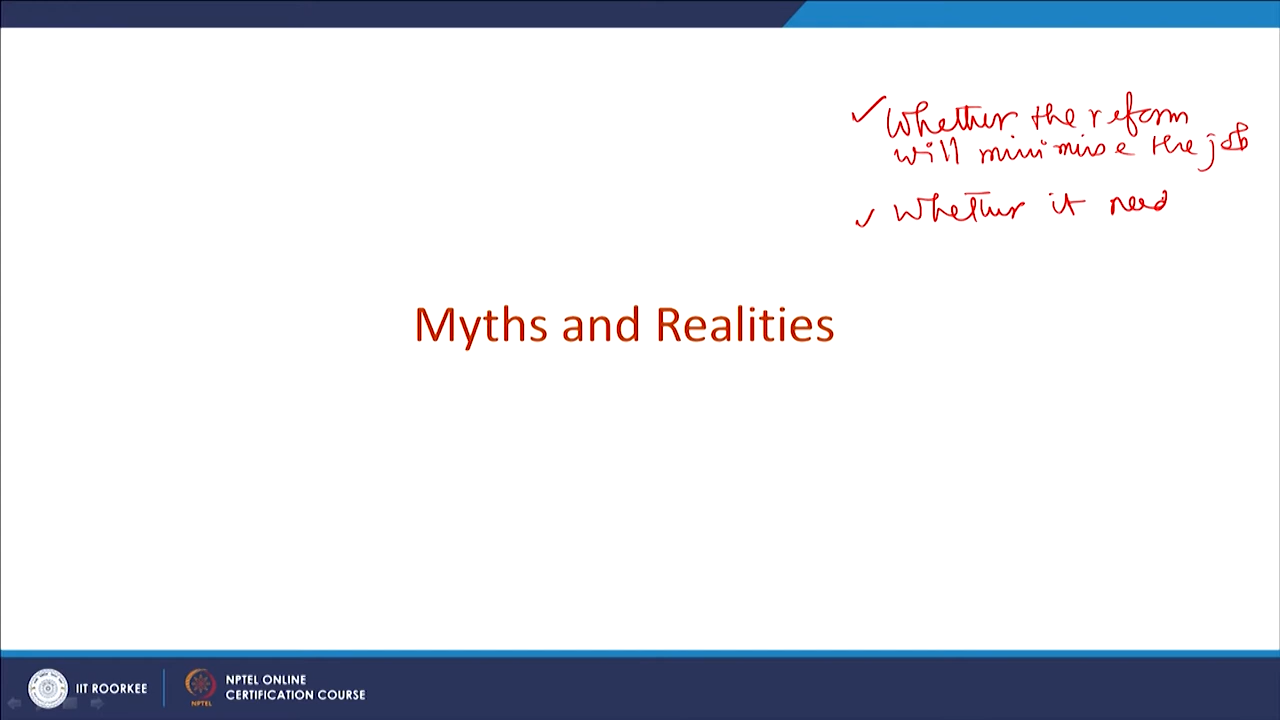 Whether the reform
will minimise the job
Whether it need
Myths and Realities
IIT ROORKEE
NPTEL
NPTEL ONLINE
CERTIFICATION COURSE